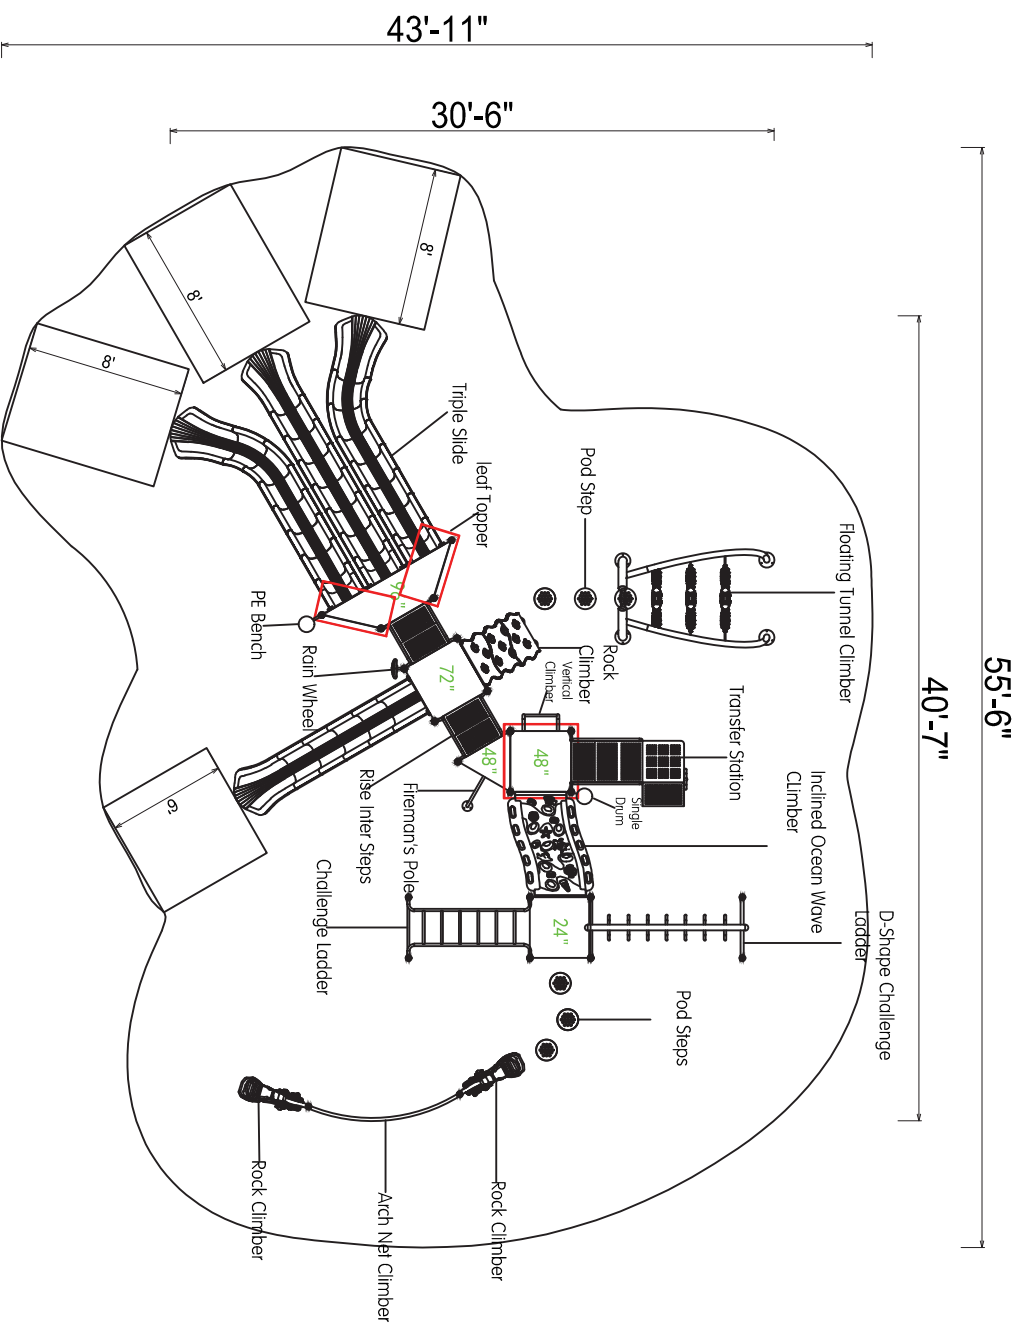 43'-11"
30'-6"
55'-6"
40'-7"
8'
8'
8'
Triple Slide
leaf Topper
Pod Step
Floating Tunnel Climber
96"
PE Bench
Rain Wheel
72"
Rock
Climber
Vertical
Climber
Transfer Station
48"
48"
Single
Drum
Inclined Ocean Wave
CLimber
Rise Inter Steps
Fireman's Pole
Challenge Ladder
24"
D-Shape Challenge
Ladder
Pod Steps
Rock Climber
Arch Net Climber
Rock Climber